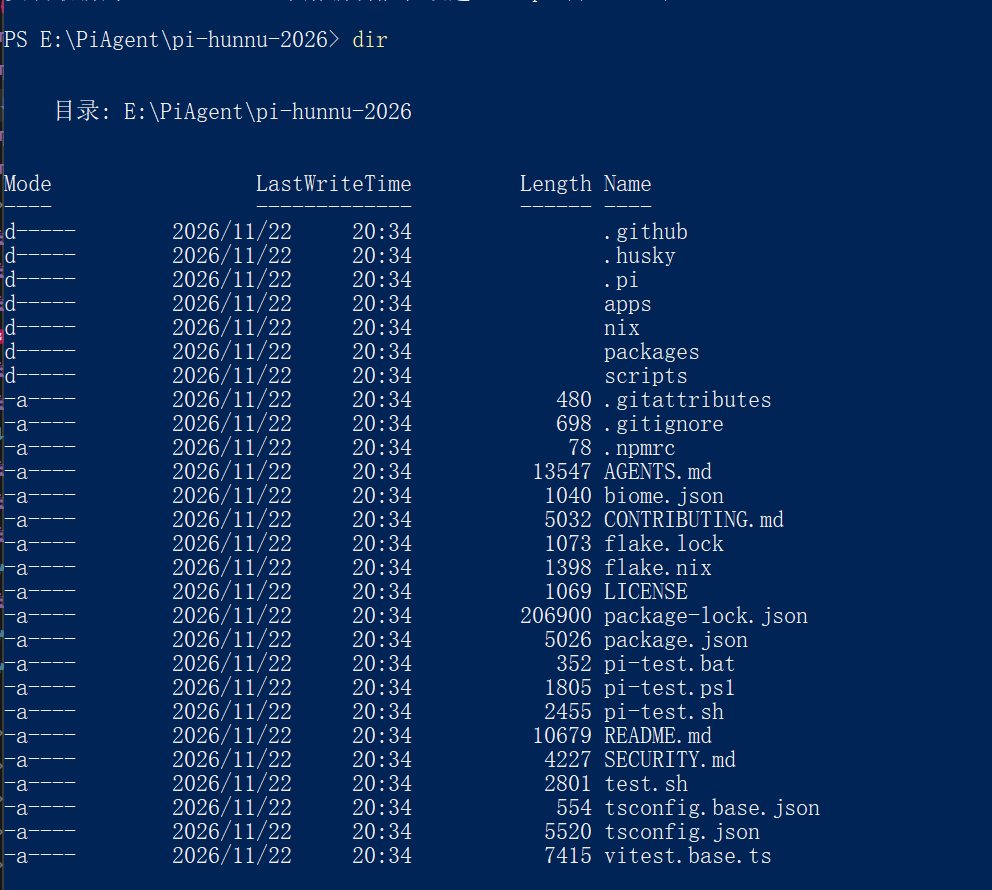 PS E:\PiAgent\pi-hunnu-2026> dir
目录: E:\PiAgent\pi-hunnu-2026
Mode LastWriteTime Length Name
---- ------------- ------ ----
d----- 2026/11/22 20:34 .github
d----- 2026/11/22 20:34 .husky
d----- 2026/11/22 20:34 .pi
d----- 2026/11/22 20:34 apps
d----- 2026/11/22 20:34 nix
d----- 2026/11/22 20:34 packages
d----- 2026/11/22 20:34 scripts
-a---- 2026/11/22 20:34 480 .gitattributes
-a---- 2026/11/22 20:34 698 .gitignore
-a---- 2026/11/22 20:34 78 .npmrc
-a---- 2026/11/22 20:34 13547 AGENTS.md
-a---- 2026/11/22 20:34 1040 biome.json
-a---- 2026/11/22 20:34 5032 CONTRIBUTING.md
-a---- 2026/11/22 20:34 1073 flake.lock
-a---- 2026/11/22 20:34 1398 flake.nix
-a---- 2026/11/22 20:34 1069 LICENSE
-a---- 2026/11/22 20:34 206900 package-lock.json
-a---- 2026/11/22 20:34 5026 package.json
-a---- 2026/11/22 20:34 352 pi-test.bat
-a---- 2026/11/22 20:34 1805 pi-test.ps1
-a---- 2026/11/22 20:34 2455 pi-test.sh
-a---- 2026/11/22 20:34 10679 README.md
-a---- 2026/11/22 20:34 4227 SECURITY.md
-a---- 2026/11/22 20:34 2801 test.sh
-a---- 2026/11/22 20:34 554 tsconfig.base.json
-a---- 2026/11/22 20:34 5520 tsconfig.json
-a---- 2026/11/22 20:34 7415 vitest.base.ts